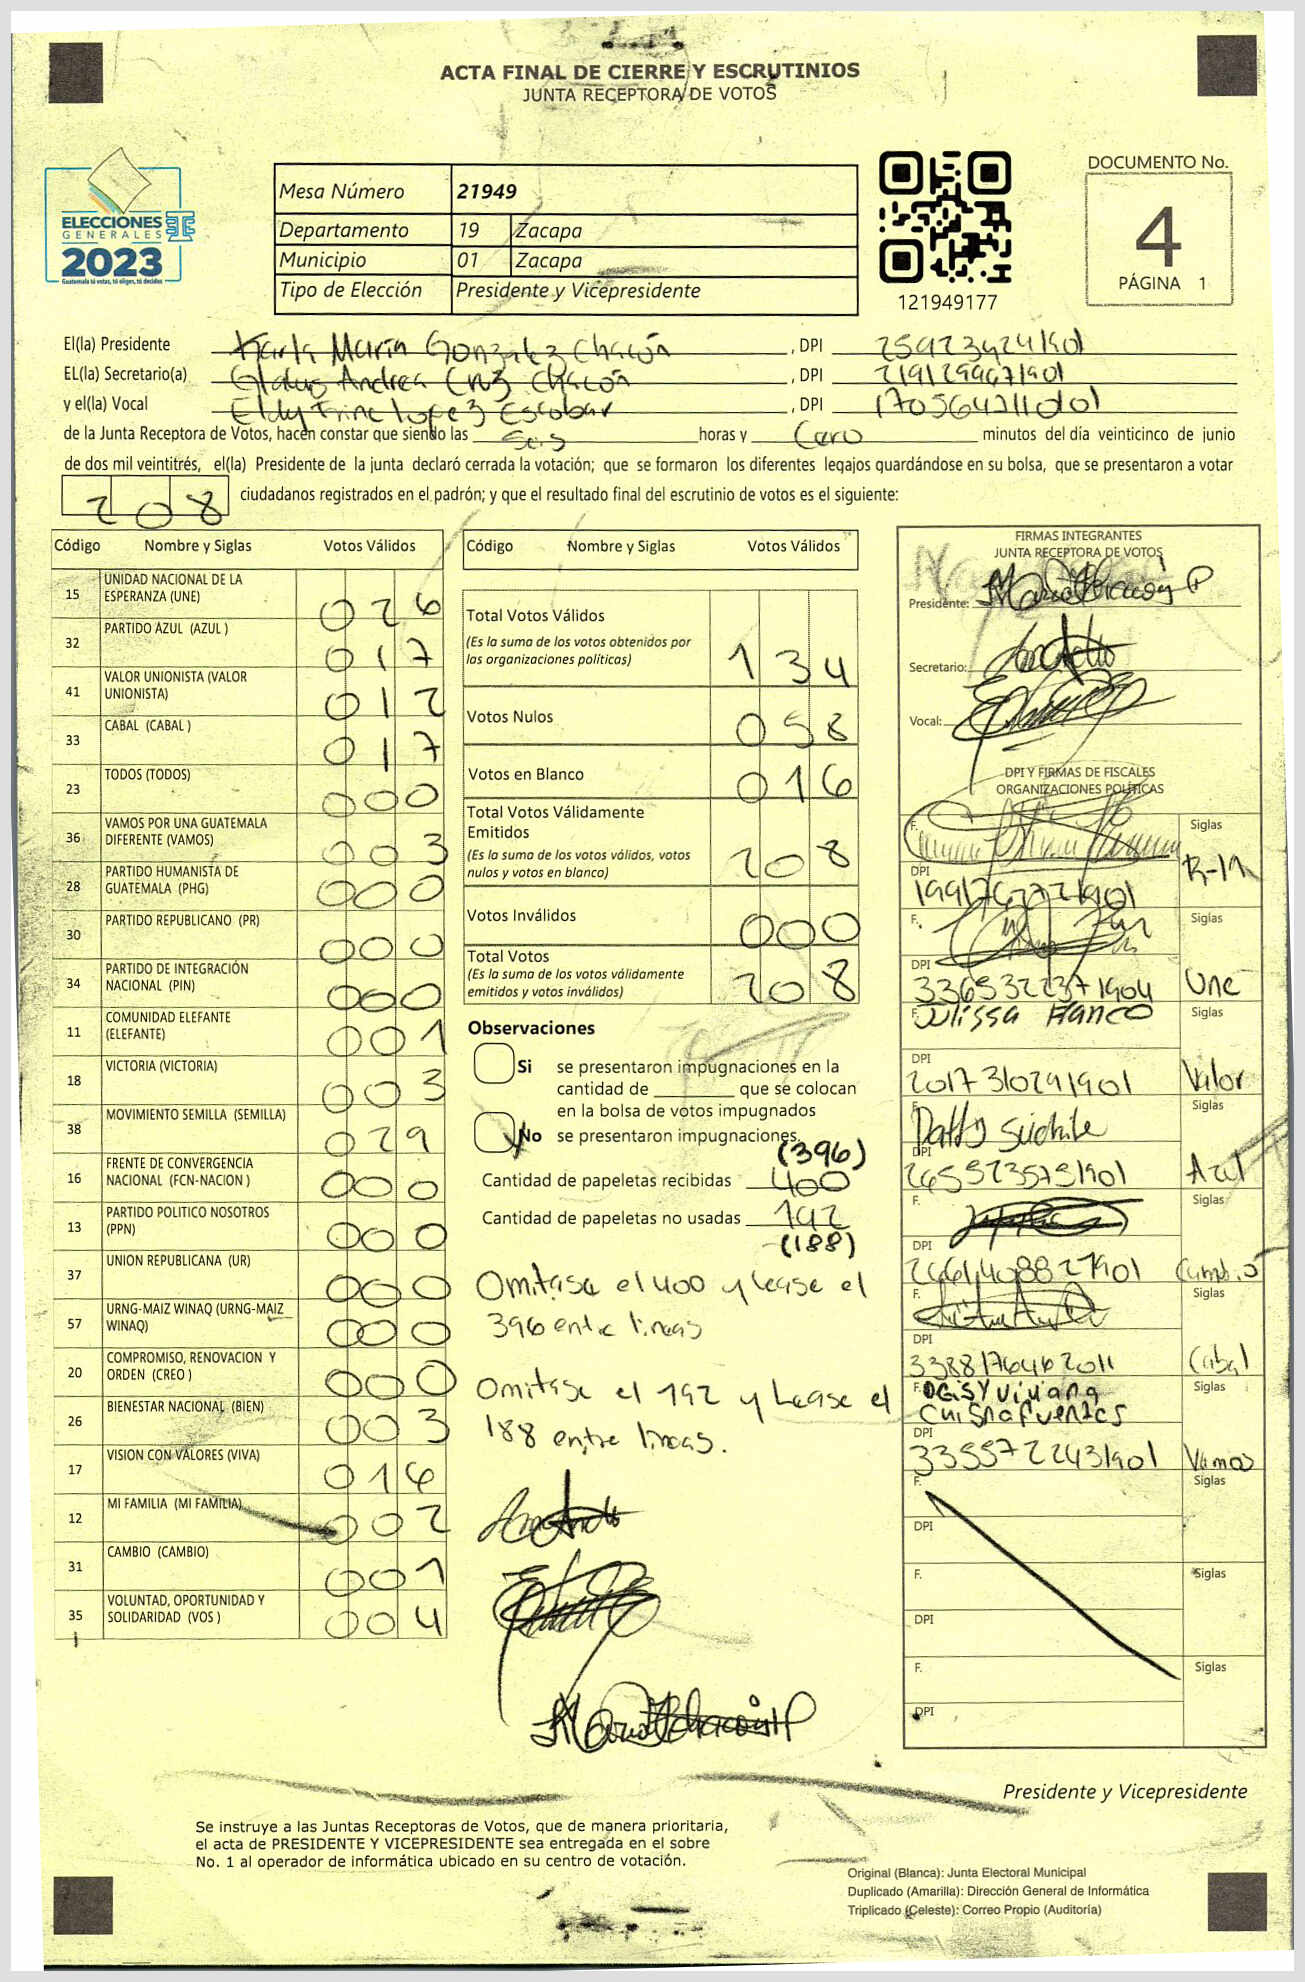 ACTA FINAL DE CIERRE Y ESCRUTINIOS
JUNTA RECEPTORA DE VOTOS
ELECCIONES
GENERALES
2023
Guatemala tú votas, tú eliges, tú decides
Mesa Número 21949
Departamento 19 Zacapa
Municipio 01 Zacapa
Tipo de Elección Presidente y Vicepresidente
121949177
DOCUMENTO No.
4
PÁGINA 1
El(la) Presidente Karla María Gonzalez Chacón , DPI
EL(la) Secretario(a) Gladys Andrea Cruz Chacón , DPI
y el(la) Vocal Lopez Escobar , DPI
de la Junta Receptora de Votos, hacen constar que siendo las Seis horas y Cero minutos del día veinticinco de junio
de dos mil veintitrés, el(la) Presidente de la junta declaró cerrada la votación; que se formaron los diferentes legajos guardándose en su bolsa, que se presentaron a votar
208 ciudadanos registrados en el padrón; y que el resultado final del escrutinio de votos es el siguiente:
Código Nombre y Siglas Votos Válidos
15 UNIDAD NACIONAL DE LA ESPERANZA (UNE) 026
32 PARTIDO AZUL (AZUL ) 017
41 VALOR UNIONISTA (VALOR UNIONISTA) 012
33 CABAL (CABAL ) 017
23 TODOS (TODOS) 000
36 VAMOS POR UNA GUATEMALA DIFERENTE (VAMOS) 003
28 PARTIDO HUMANISTA DE GUATEMALA (PHG) 000
30 PARTIDO REPUBLICANO (PR) 000
34 PARTIDO DE INTEGRACIÓN NACIONAL (PIN) 000
11 COMUNIDAD ELEFANTE (ELEFANTE) 001
18 VICTORIA (VICTORIA) 003
38 MOVIMIENTO SEMILLA (SEMILLA) 029
16 FRENTE DE CONVERGENCIA NACIONAL (FCN-NACION ) 000
13 PARTIDO POLITICO NOSOTROS (PPN) 000
37 UNION REPUBLICANA (UR) 000
57 URNG-MAIZ WINAQ (URNG-MAIZ WINAQ) 000
20 COMPROMISO, RENOVACION Y ORDEN (CREO ) 000
26 BIENESTAR NACIONAL (BIEN) 003
17 VISION CON VALORES (VIVA) 016
12 MI FAMILIA (MI FAMILIA) 002
31 CAMBIO (CAMBIO) 001
35 VOLUNTAD, OPORTUNIDAD Y SOLIDARIDAD (VOS ) 004
Código Nombre y Siglas Votos Válidos
Total Votos Válidos
(Es la suma de los votos obtenidos por
las organizaciones políticas) 134
Votos Nulos 058
Votos en Blanco 016
Total Votos Válidamente
Emitidos
(Es la suma de los votos válidos, votos
nulos y votos en blanco) 208
Votos Inválidos 000
Total Votos
(Es la suma de los votos válidamente
emitidos y votos inválidos) 208
Observaciones
Si se presentaron impugnaciones en la
cantidad de ________ que se colocan
en la bolsa de votos impugnados
No se presentaron impugnaciones.
(396)
Cantidad de papeletas recibidas 400
Cantidad de papeletas no usadas 192
(188)
Omitase el 400 y Lease el
396 entre lineas
Omitase el 192 y Lease el
188 entre lineas.
FIRMAS INTEGRANTES
JUNTA RECEPTORA DE VOTOS
Presidente:
Secretario:
Vocal:
DPI Y FIRMAS DE FISCALES
ORGANIZACIONES POLÍTICAS
F. Siglas
DPI
F. Siglas
DPI Une
F. Siglas
DPI
2017310291901 Valor
F. Siglas
DPI
2659235751901 Azul
F. Siglas
DPI
Cambio
F. Siglas
DPI
Cabal
F. Siglas
DPI
3355722431901 Vamos
F. Siglas
DPI
F. Siglas
DPI
F. Siglas
DPI
Presidente y Vicepresidente
Se instruye a las Juntas Receptoras de Votos, que de manera prioritaria,
el acta de PRESIDENTE Y VICEPRESIDENTE sea entregada en el sobre
No. 1 al operador de informática ubicado en su centro de votación.
Original (Blanca): Junta Electoral Municipal
Duplicado (Amarilla): Dirección General de Informática
Triplicado (Celeste): Correo Propio (Auditoría)